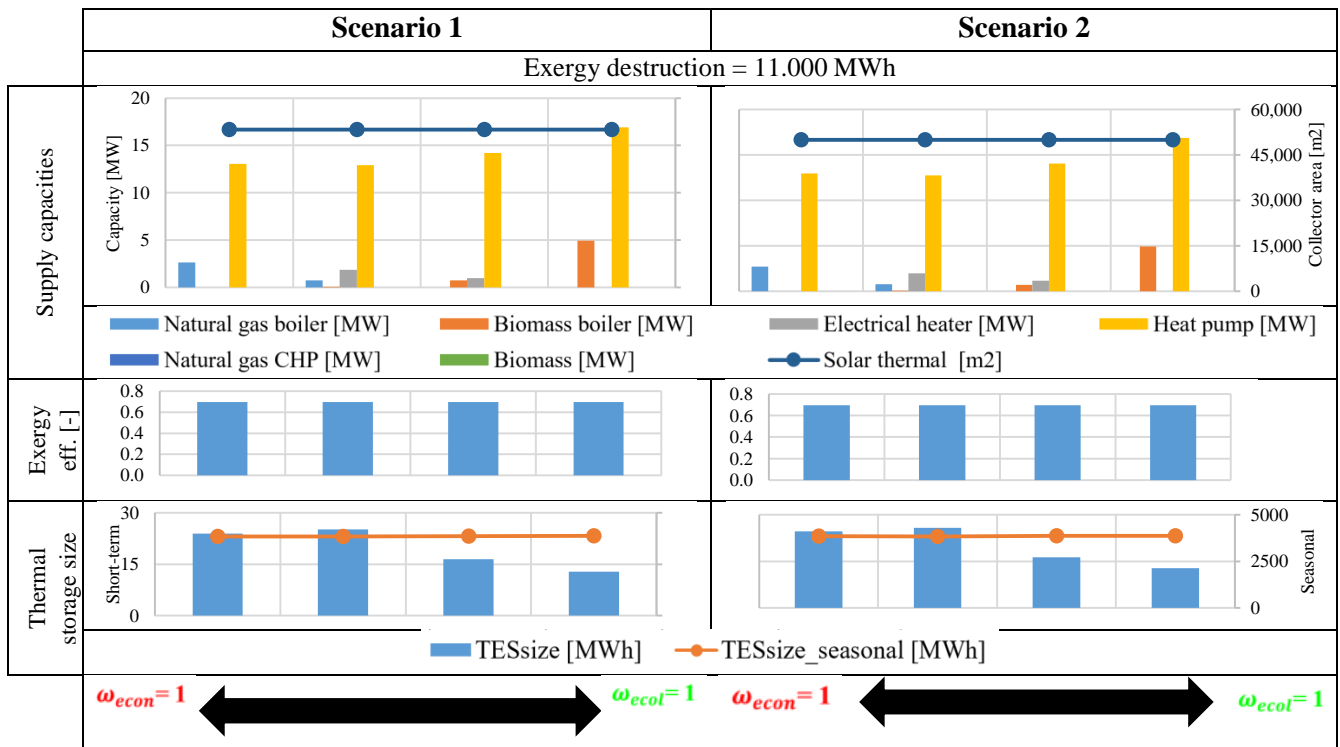 Scenario 1
Scenario 2
Exergy destruction = 11.000 MWh
Supply capacities
Capacity [MW]
20
15
10
5
0
60,000
45,000
30,000
15,000
0
Collector area [m2]
Natural gas boiler [MW]
Biomass boiler [MW]
Electrical heater [MW]
Heat pump [MW]
Natural gas CHP [MW]
Biomass [MW]
Solar thermal [m2]
Exergy
eff. [-]
0.8
0.6
0.4
0.2
0.0
0.8
0.6
0.4
0.2
0.0
Thermal
storage size
Short-term
30
15
0
5000
2500
0
Seasonal
TESsize [MWh]
TESsize_seasonal [MWh]
ω_econ = 1
ω_ecol = 1
ω_econ = 1
ω_ecol = 1